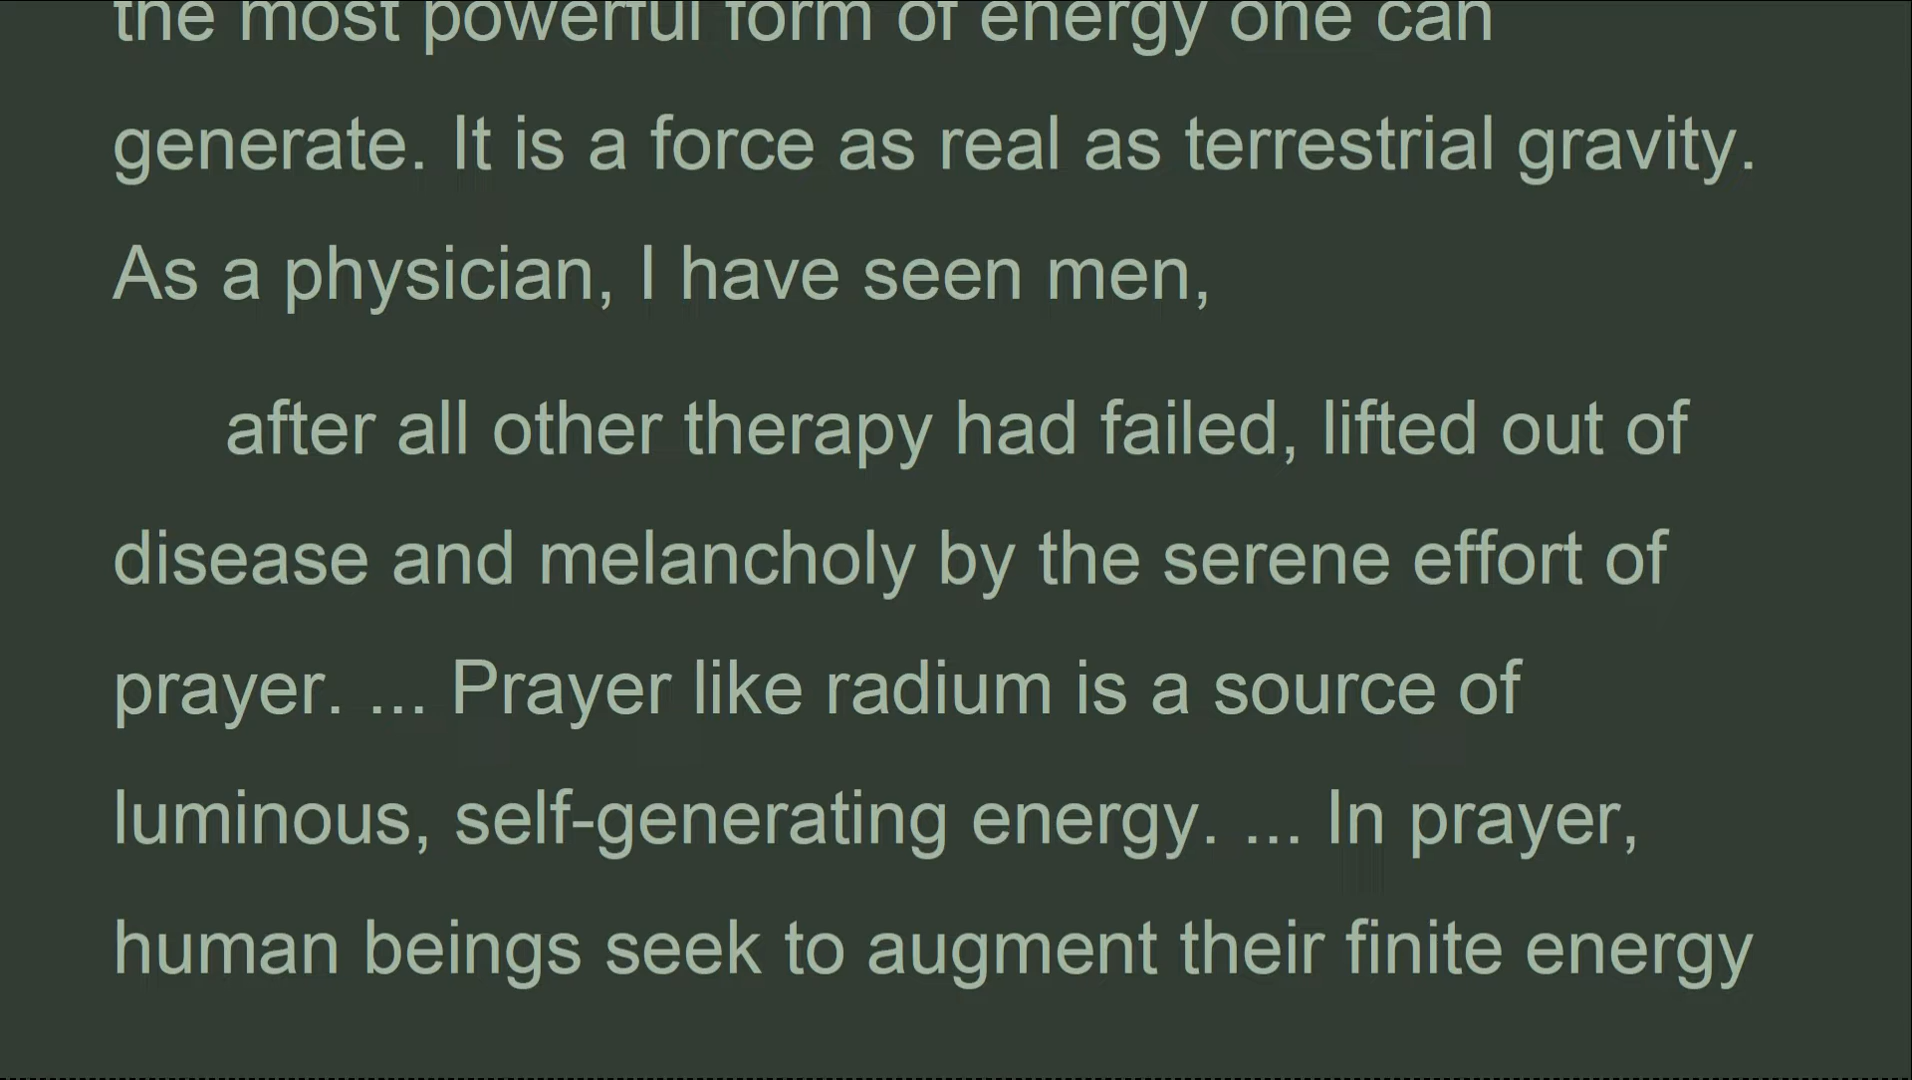 the most powerful form of energy one can
generate. It is a force as real as terrestrial gravity.
As a physician, I have seen men,
after all other therapy had failed, lifted out of
disease and melancholy by the serene effort of
prayer. ... Prayer like radium is a source of
luminous, self-generating energy. ... In prayer,
human beings seek to augment their finite energy